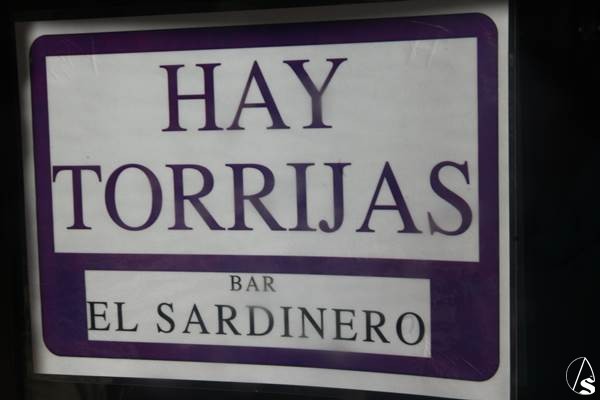 HAY
TORRIJAS
BAR
EL SARDINERO